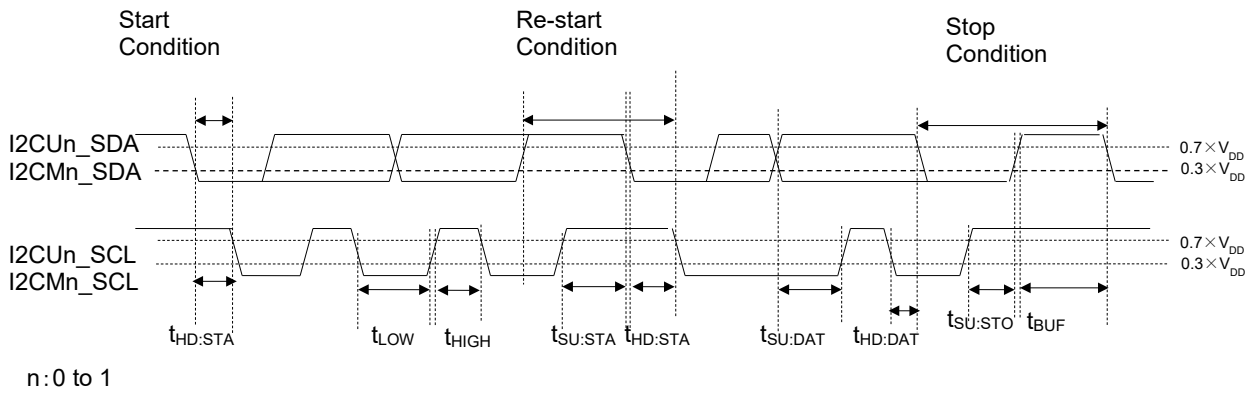 Start
Condition
Re-start
Condition
Stop
Condition
I2CUn_SDA
I2CMn_SDA
0.7×VDD
0.3×VDD
I2CUn_SCL
I2CMn_SCL
0.7×VDD
0.3×VDD
tHD:STA
tLOW
tHIGH
tSU:STA
tHD:STA
tSU:DAT
tHD:DAT
tSU:STO
tBUF
n:0 to 1